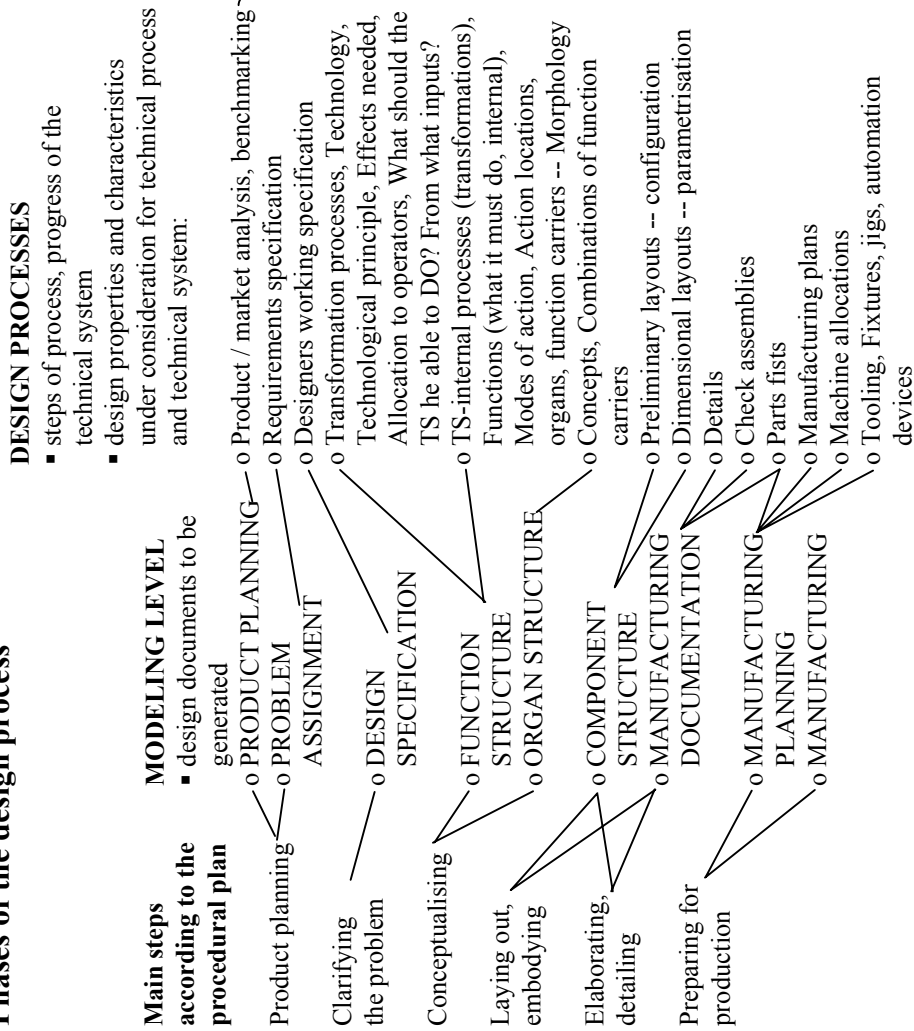 Phases of the design process
Main steps
according to the
procedural plan
Product planning
Clarifying
the problem
Conceptualising
Laying out,
embodying
Elaborating,
detailing
Preparing for
production
MODELING LEVEL
▪ design documents to be
generated
o PRODUCT PLANNING
o PROBLEM
ASSIGNMENT
o DESIGN
SPECIFICATION
o FUNCTION
STRUCTURE
o ORGAN STRUCTURE
o COMPONENT
STRUCTURE
o MANUFACTURING
DOCUMENTATION
o MANUFACTURING
PLANNING
o MANUFACTURING
DESIGN PROCESSES
▪ steps of process, progress of the
technical system
▪ design properties and characteristics
under consideration for technical process
and technical system:
o Product / market analysis, benchmarking
o Requirements specification
o Designers working specification
o Transformation processes, Technology,
Technological principle, Effects needed,
Allocation to operators, What should the
TS he able to DO? From what inputs?
o TS-internal processes (transformations),
Functions (what it must do, internal),
Modes of action, Action locations,
organs, function carriers -- Morphology
o Concepts, Combinations of function
carriers
o Preliminary layouts -- configuration
o Dimensional layouts -- parametrisation
o Details
o Check assemblies
o Parts fists
o Manufacturing plans
o Machine allocations
o Tooling, Fixtures, jigs, automation
devices